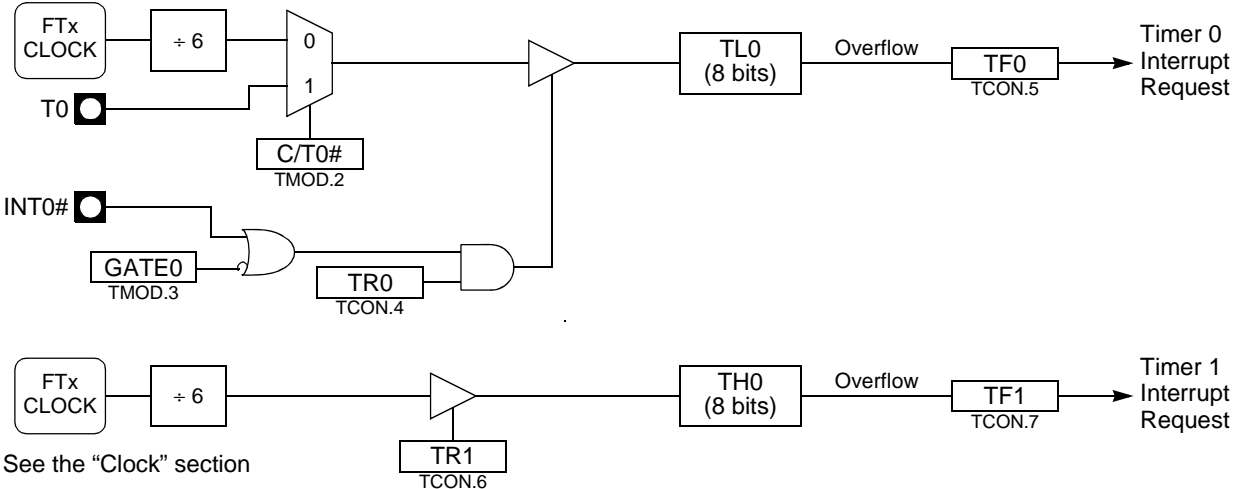 FTx
CLOCK
÷ 6
0
1
T0
C/T0#
TMOD.2
TL0
(8 bits)
Overflow
TF0
TCON.5
Timer 0
Interrupt
Request
INT0#
GATE0
TMOD.3
TR0
TCON.4
FTx
CLOCK
÷ 6
TR1
TCON.6
TH0
(8 bits)
Overflow
TF1
TCON.7
Timer 1
Interrupt
Request
See the “Clock” section